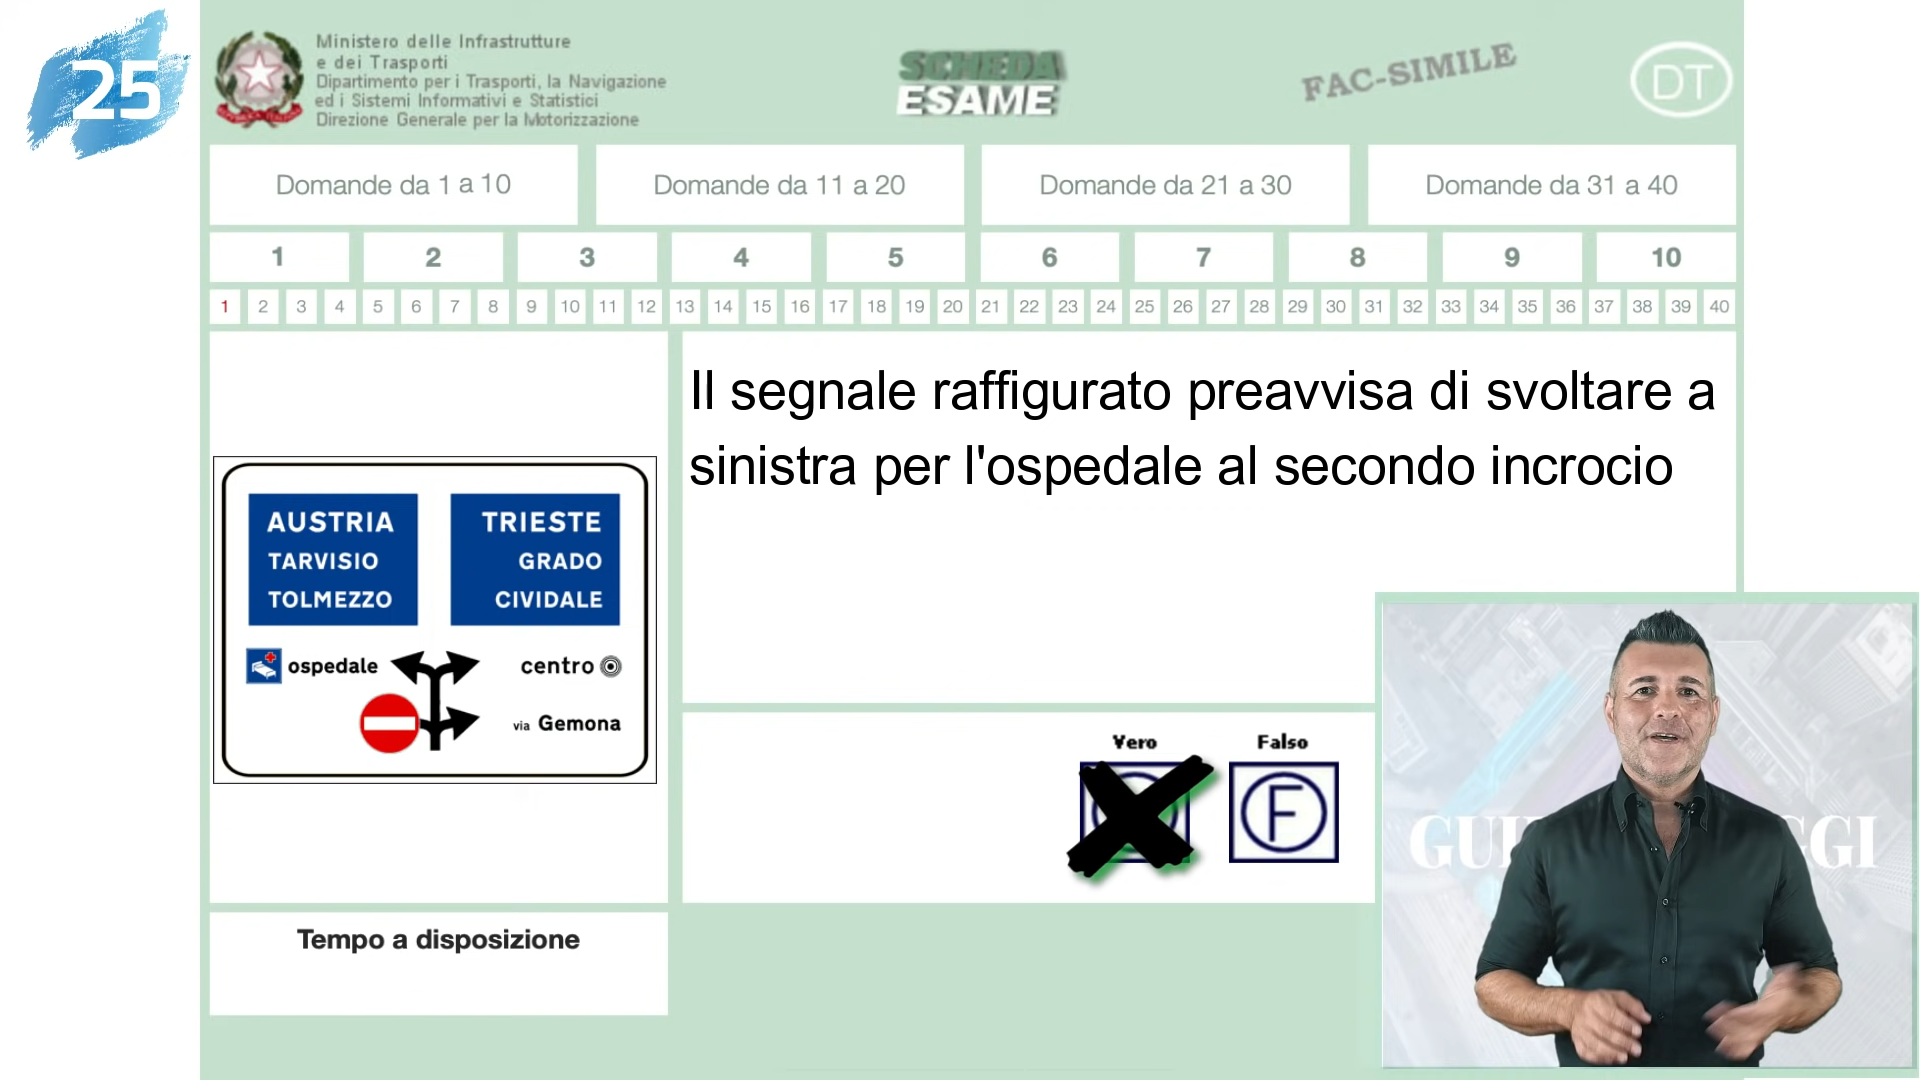 25
Ministero delle Infrastrutture
e dei Trasporti
Dipartimento per i Trasporti, la Navigazione
ed i Sistemi Informativi e Statistici
Direzione Generale per la Motorizzazione
SCHEDA
ESAME
FAC-SIMILE
DT
Domande da 1 a 10
Domande da 11 a 20
Domande da 21 a 30
Domande da 31 a 40
1 2 3 4 5 6 7 8 9 10
1 2 3 4 5 6 7 8 9 10 11 12 13 14 15 16 17 18 19 20 21 22 23 24 25 26 27 28 29 30 31 32 33 34 35 36 37 38 39 40
Il segnale raffigurato preavvisa di svoltare a
sinistra per l'ospedale al secondo incrocio
AUSTRIA
TARVISIO
TOLMEZZO
TRIESTE
GRADO
CIVIDALE
ospedale
centro
via Gemona
Vero
Falso
F
Tempo a disposizione